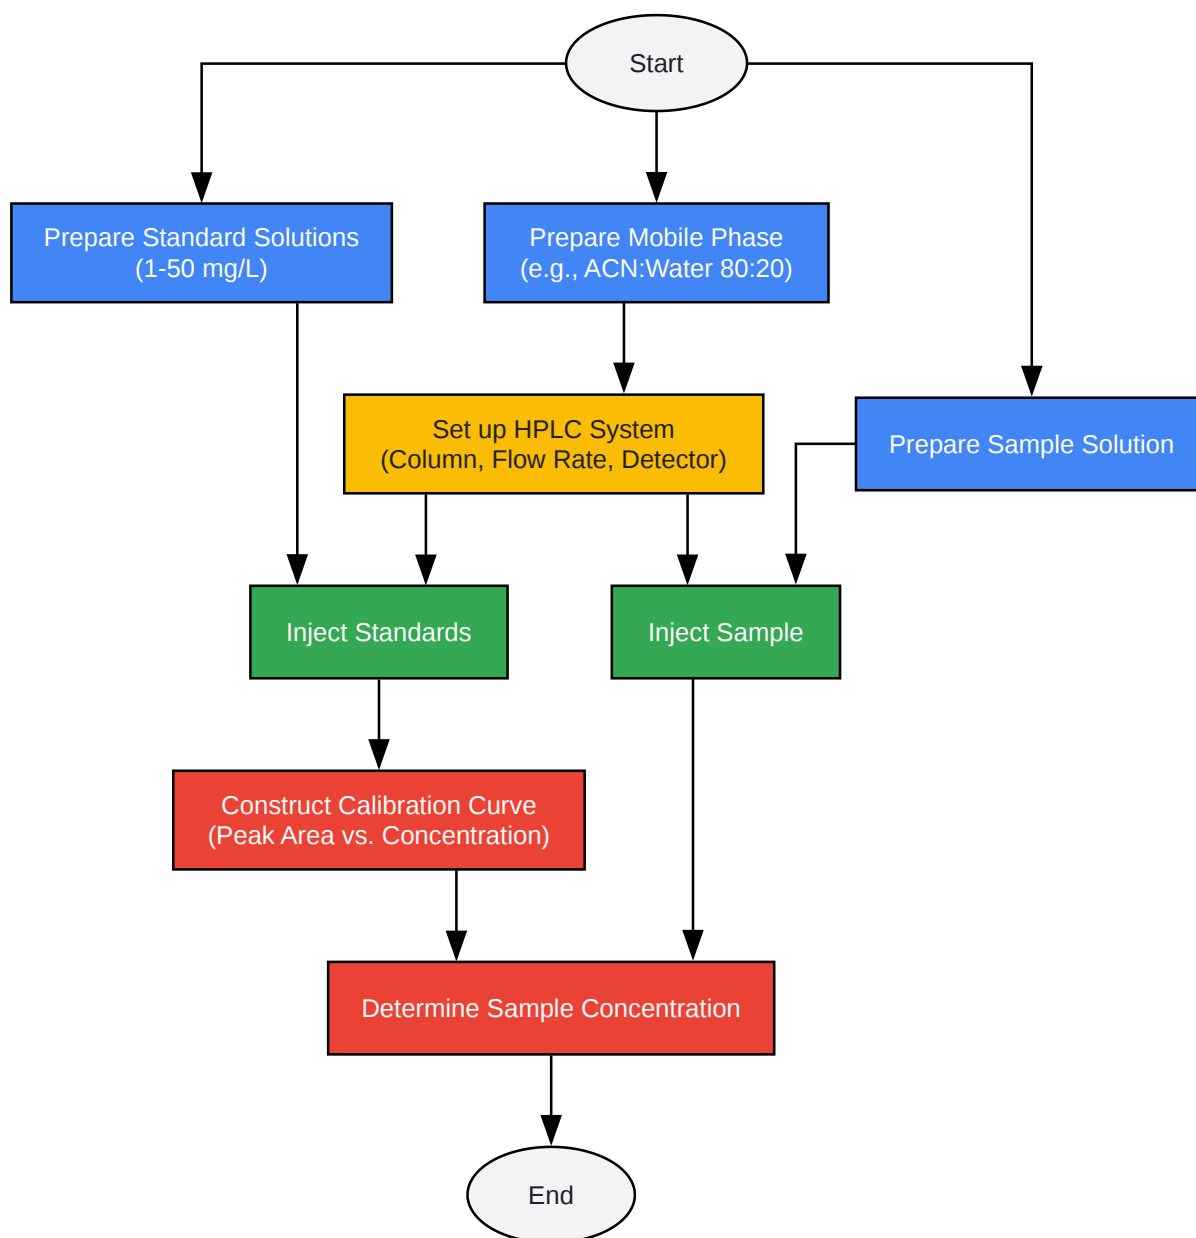 Start
Prepare Standard Solutions
(1-50 mg/L)
Prepare Mobile Phase
(e.g., ACN:Water 80:20)
Set up HPLC System
(Column, Flow Rate, Detector)
Prepare Sample Solution
Inject Standards
Inject Sample
Construct Calibration Curve
(Peak Area vs. Concentration)
Determine Sample Concentration
End